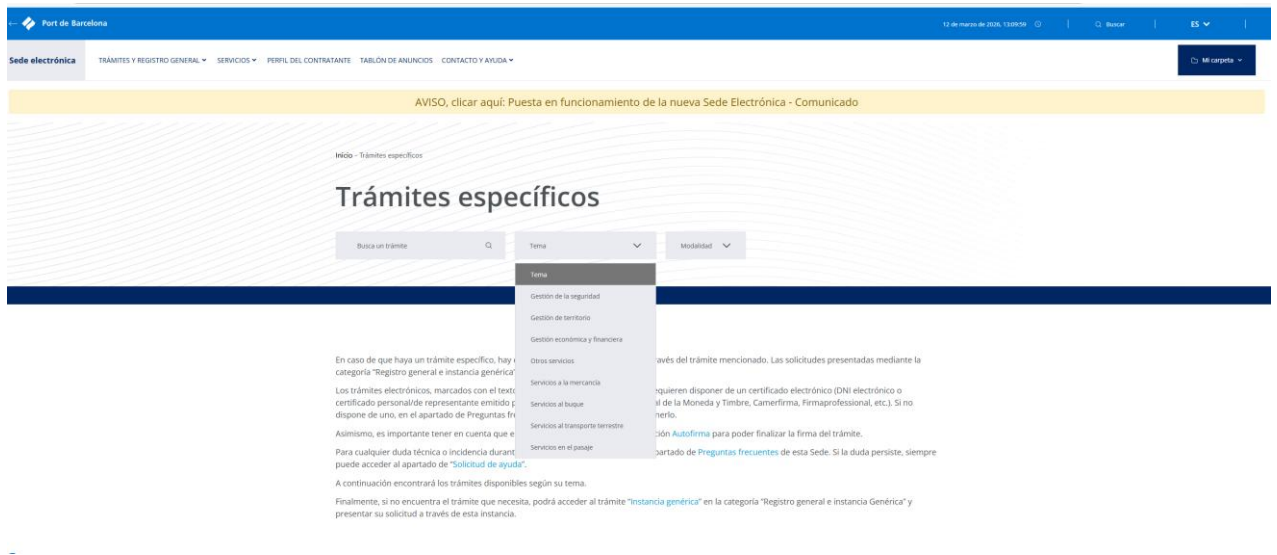 Port de Barcelona
12 de marzo de 2026, 13:09:59
Buscar
ES
Sede electrónica
TRÁMITES Y REGISTRO GENERAL
SERVICIOS
PERFIL DEL CONTRATANTE
TABLÓN DE ANUNCIOS
CONTACTO Y AYUDA
Mi carpeta
AVISO, clicar aquí: Puesta en funcionamiento de la nueva Sede Electrónica - Comunicado
Inicio - Trámites específicos
Trámites específicos
Busca un trámite
Tema
Modalidad
Tema
Gestión de la seguridad
Gestión de territorio
Gestión económica y financiera
Otros servicios
Servicios a la mercancía
Servicios al buque
Servicios al transporte terrestre
Servicios en el pasaje
En caso de que haya un trámite específico, hay avés del trámite mencionado. Las solicitudes presentadas mediante la
categoría "Registro general e instancia genérica"
Los trámites electrónicos, marcados con el texto equieren disponer de un certificado electrónico (DNI electrónico o
certificado personal/de representante emitido p al de la Moneda y Timbre, Camerfirma, Firmaprofessional, etc.). Si no
dispone de uno, en el apartado de Preguntas fre nerlo.
Asimismo, es importante tener en cuenta que e ción Autofirma para poder finalizar la firma del trámite.
Para cualquier duda técnica o incidencia durant partado de Preguntas frecuentes de esta Sede. Si la duda persiste, siempre
puede acceder al apartado de "Solicitud de ayuda".
A continuación encontrará los trámites disponibles según su tema.
Finalmente, si no encuentra el trámite que necesita, podrá acceder al trámite "Instancia genérica" en la categoría "Registro general e instancia Genérica" y
presentar su solicitud a través de esta instancia.